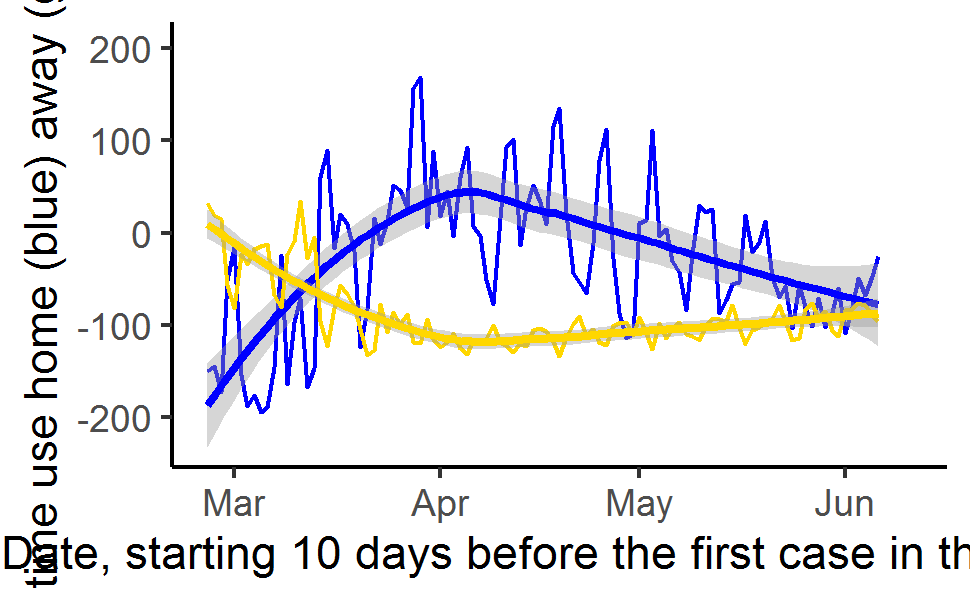 time use home (blue) away (
200
100
0
-100
-200
Mar Apr May Jun
Date, starting 10 days before the first case in th